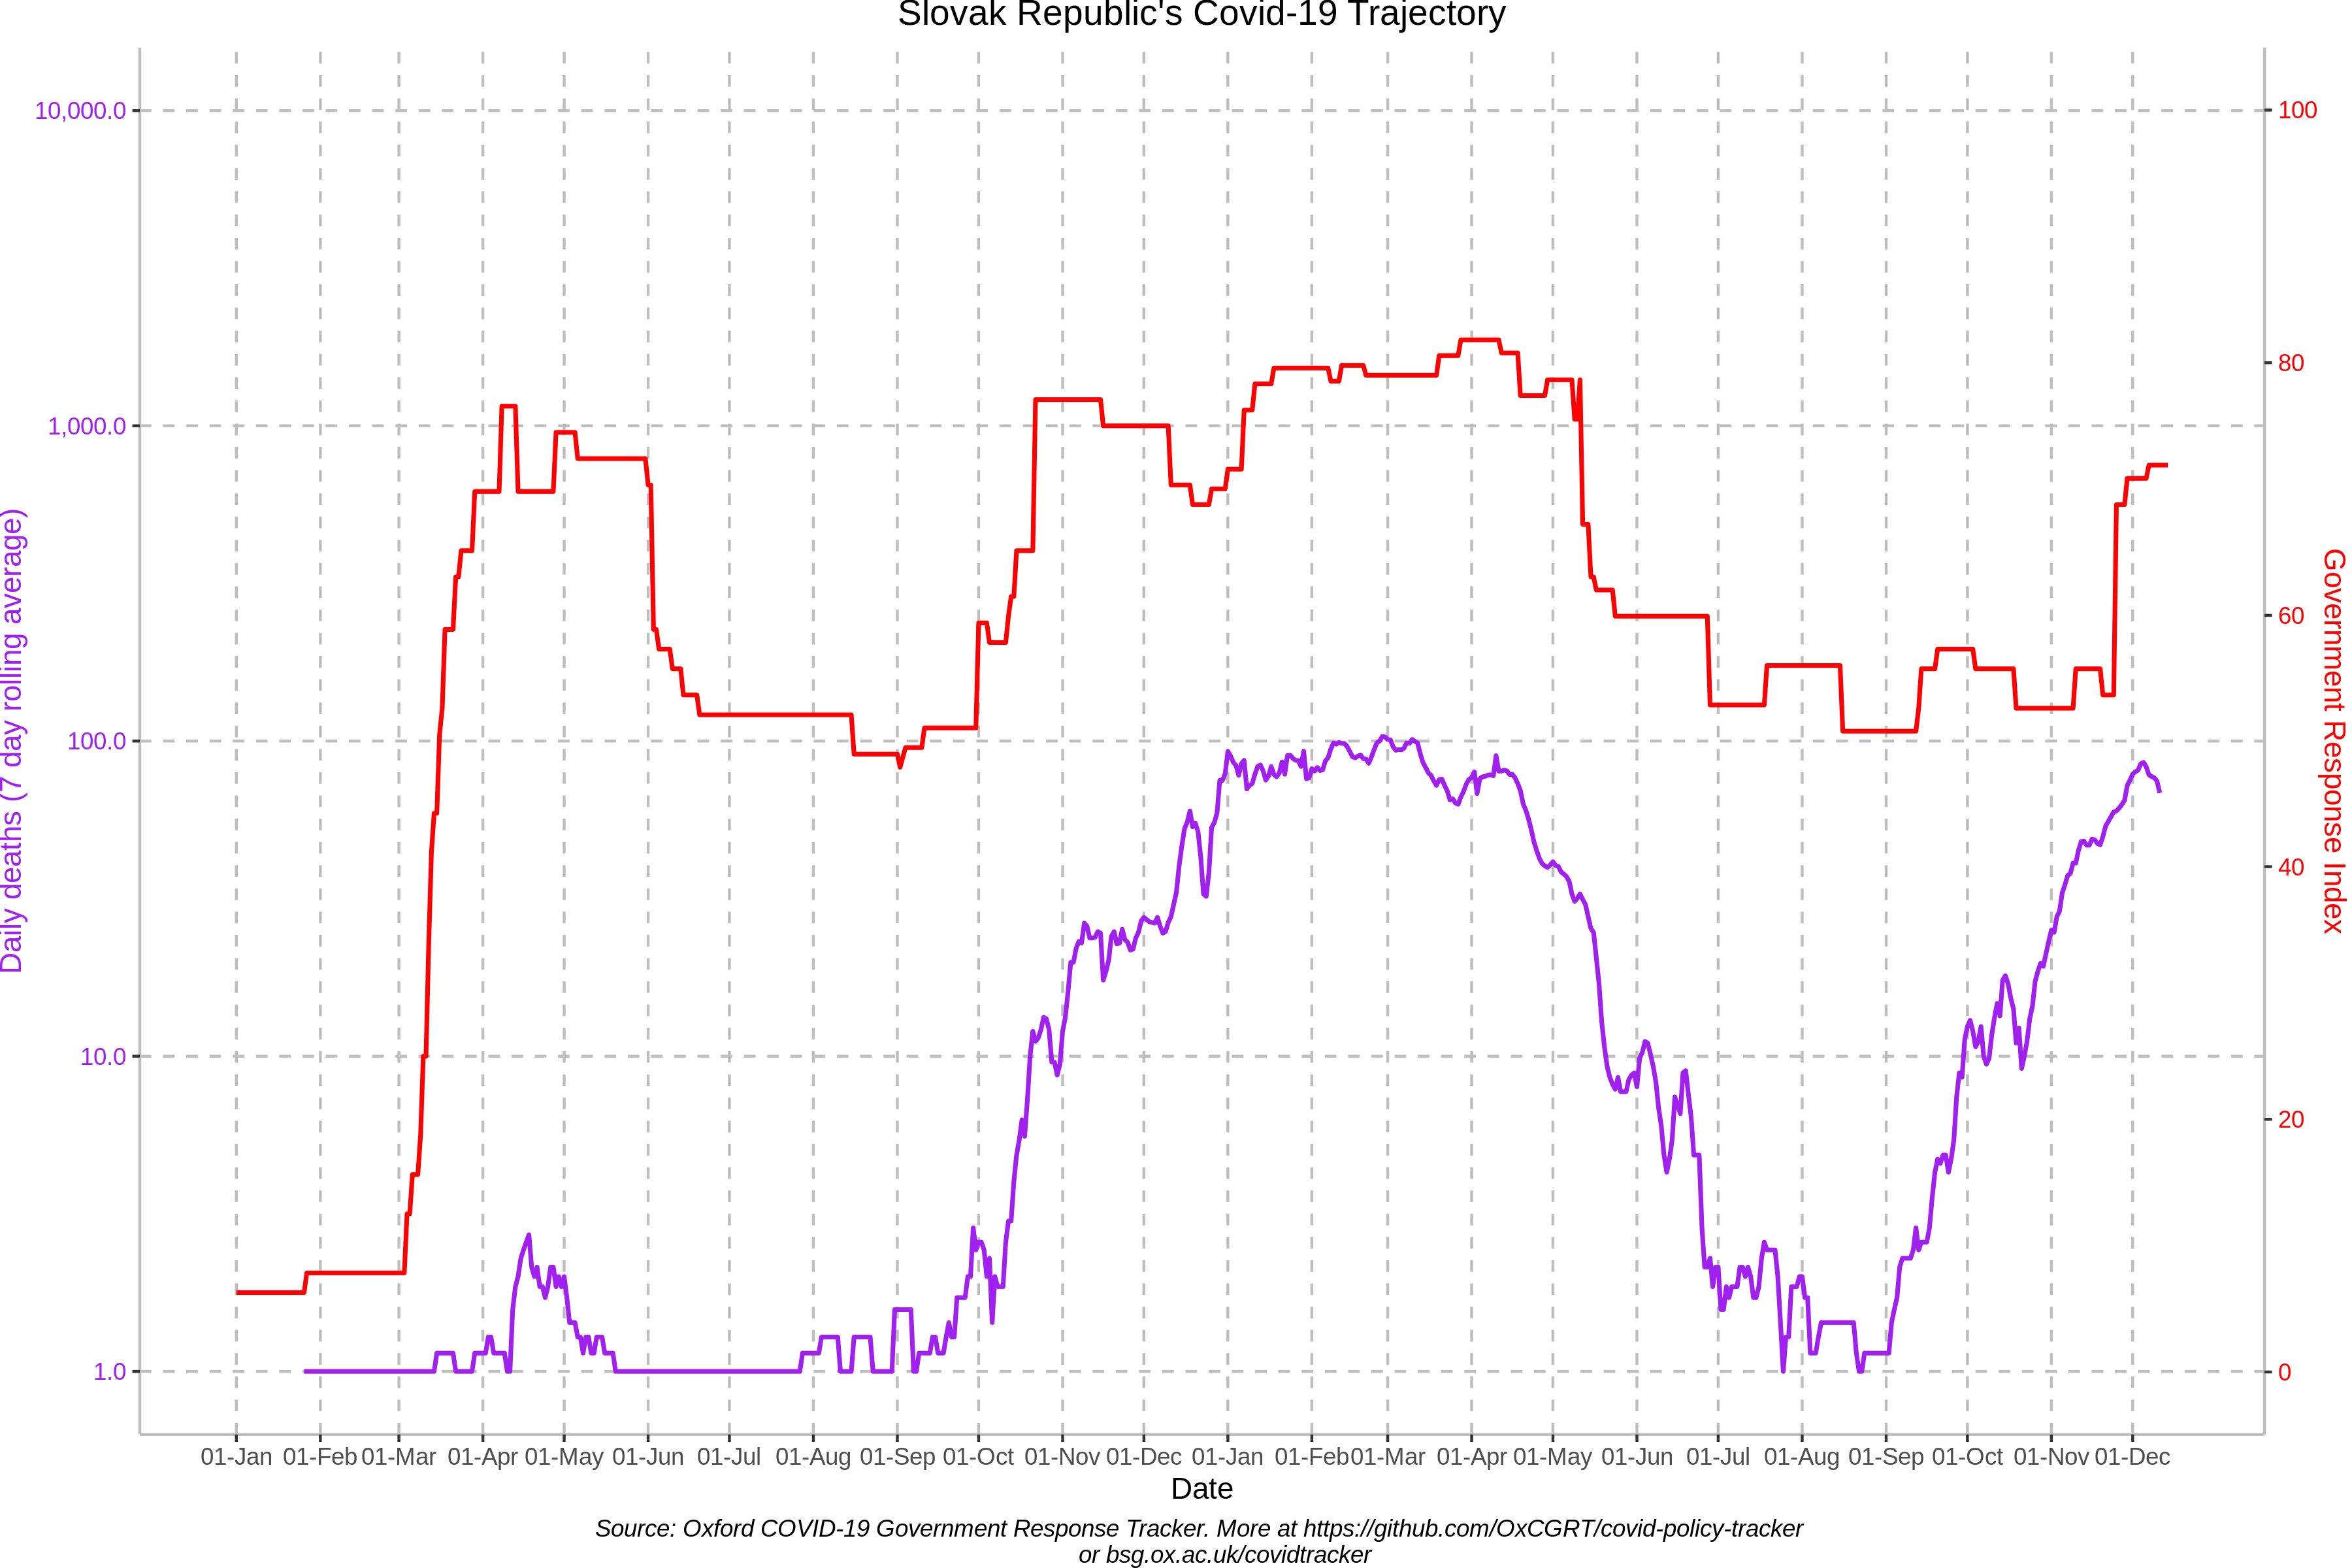 Slovak Republic's Covid-19 Trajectory
10,000.0
1,000.0
100.0
10.0
1.0
Daily deaths (7 day rolling average)
100
80
60
40
20
0
Government Response Index
01-Jan 01-Feb 01-Mar 01-Apr 01-May 01-Jun 01-Jul 01-Aug 01-Sep 01-Oct 01-Nov 01-Dec 01-Jan 01-Feb 01-Mar 01-Apr 01-May 01-Jun 01-Jul 01-Aug 01-Sep 01-Oct 01-Nov 01-Dec
Date
Source: Oxford COVID-19 Government Response Tracker. More at https://github.com/OxCGRT/covid-policy-tracker
or bsg.ox.ac.uk/covidtracker